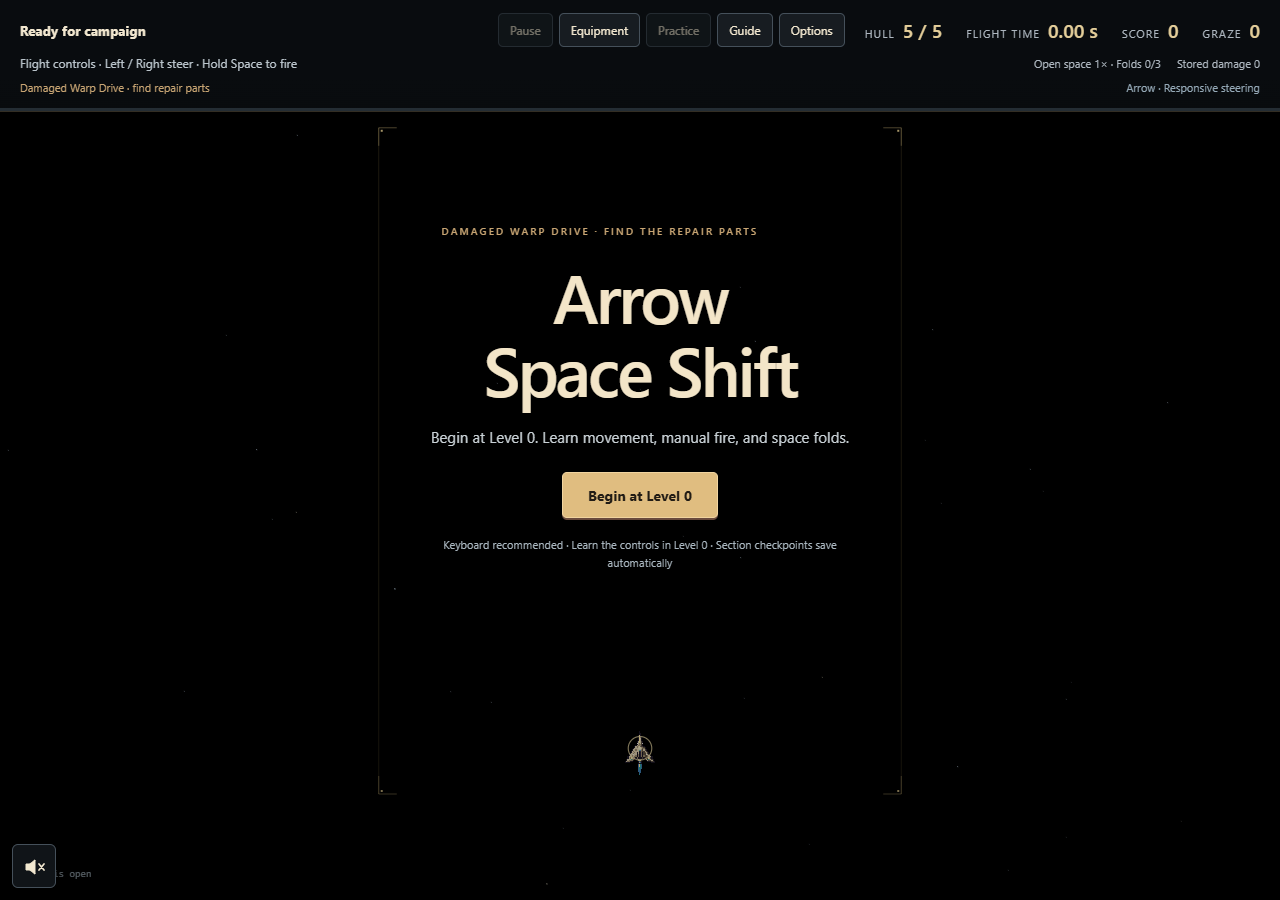 Ready for campaign
Pause Equipment Practice Guide Options
HULL 5 / 5 FLIGHT TIME 0.00 s SCORE 0 GRAZE 0
Flight controls · Left / Right steer · Hold Space to fire
Open space 1× · Folds 0/3 Stored damage 0
Damaged Warp Drive · find repair parts
Arrow · Responsive steering
DAMAGED WARP DRIVE · FIND THE REPAIR PARTS
Arrow
Space Shift
Begin at Level 0. Learn movement, manual fire, and space folds.
Begin at Level 0
Keyboard recommended · Learn the controls in Level 0 · Section checkpoints save
automatically
open